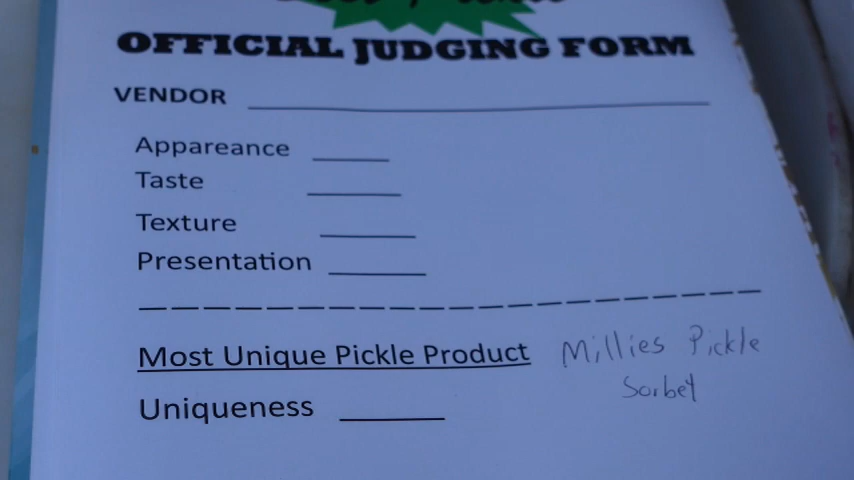 OFFICIAL JUDGING FORM
VENDOR
Appareance
Taste
Texture
Presentation
Most Unique Pickle Product Millies Pickle
Sorbet
Uniqueness